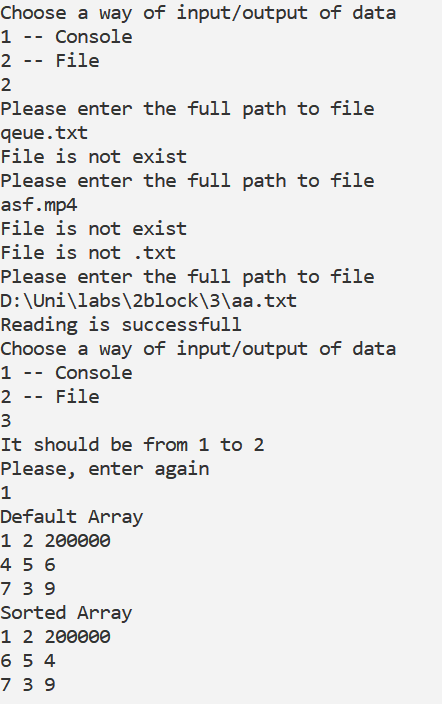 Choose a way of input/output of data
1 -- Console
2 -- File
2
Please enter the full path to file
qeue.txt
File is not exist
Please enter the full path to file
asf.mp4
File is not exist
File is not .txt
Please enter the full path to file
D:\Uni\labs\2block\3\aa.txt
Reading is successfull
Choose a way of input/output of data
1 -- Console
2 -- File
3
It should be from 1 to 2
Please, enter again
1
Default Array
1 2 200000
4 5 6
7 3 9
Sorted Array
1 2 200000
6 5 4
7 3 9